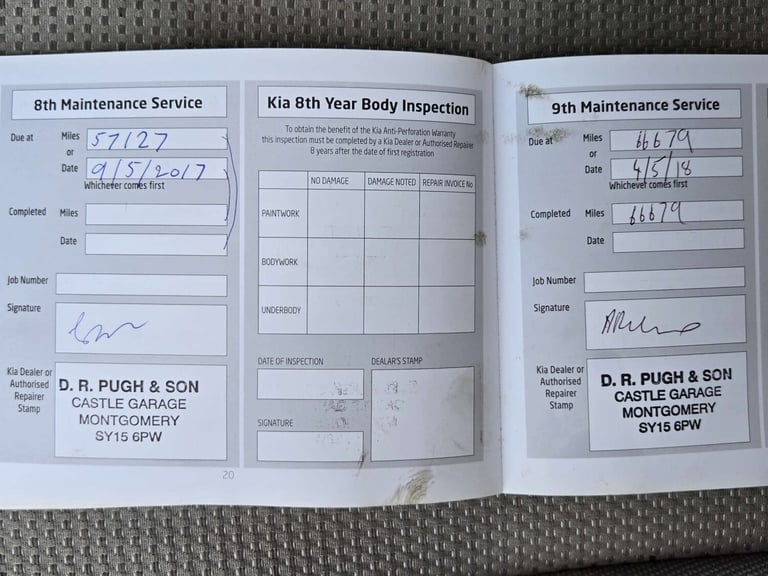 8th Maintenance Service
Due at Miles 57127
or
Date 9/5/2017
Whichever comes first
Completed Miles
Date
Job Number
Signature
Kia Dealer or
Authorised
Repairer
Stamp
D. R. PUGH & SON
CASTLE GARAGE
MONTGOMERY
SY15 6PW
20
Kia 8th Year Body Inspection
To obtain the benefit of the Kia Anti-Perforation Warranty
this inspection must be completed by a Kia Dealer or Authorised Repairer
8 years after the date of first registration
NO DAMAGE DAMAGE NOTED REPAIR INVOICE No
PAINTWORK
BODYWORK
UNDERBODY
DATE OF INSPECTION
DEALAR'S STAMP
SIGNATURE
9th Maintenance Service
Due at Miles 66679
or
Date 4/5/18
Whichever comes first
Completed Miles 66679
Date
Job Number
Signature
Kia Dealer or
Authorised
Repairer
Stamp
D. R. PUGH & SON
CASTLE GARAGE
MONTGOMERY
SY15 6PW